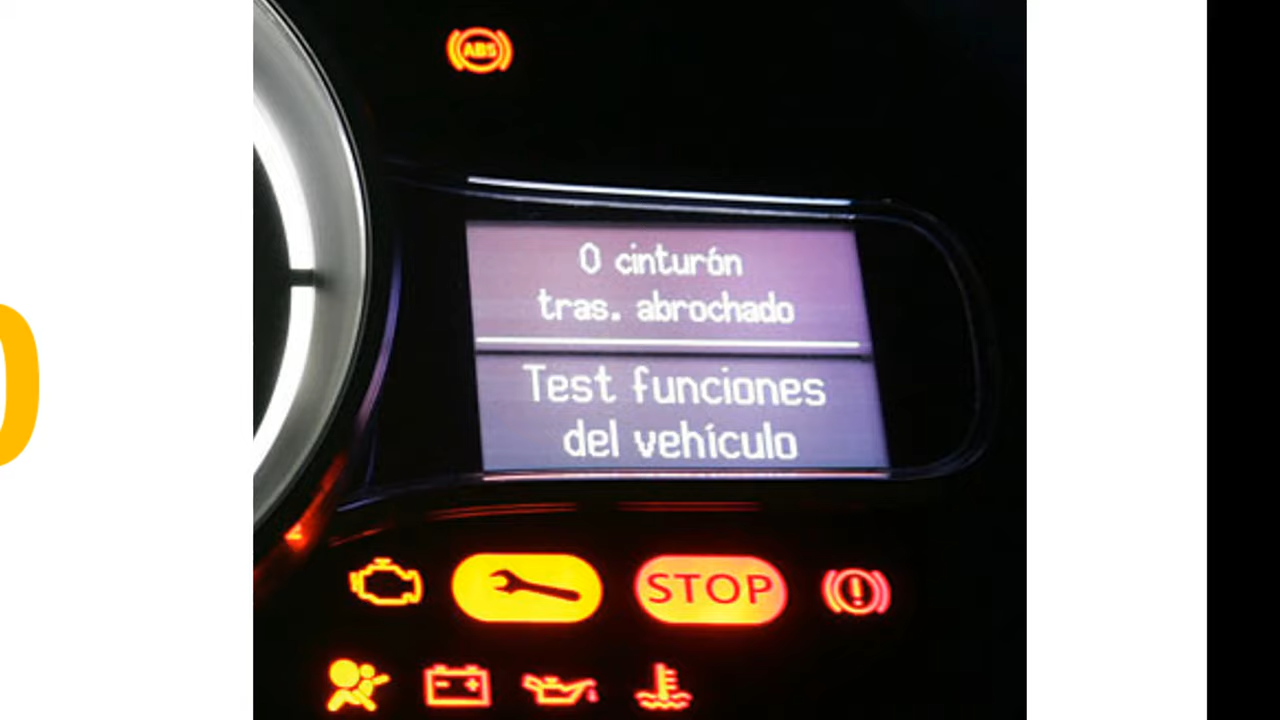 ABS
0 cinturón
tras. abrochado
Test funciones
del vehículo
STOP